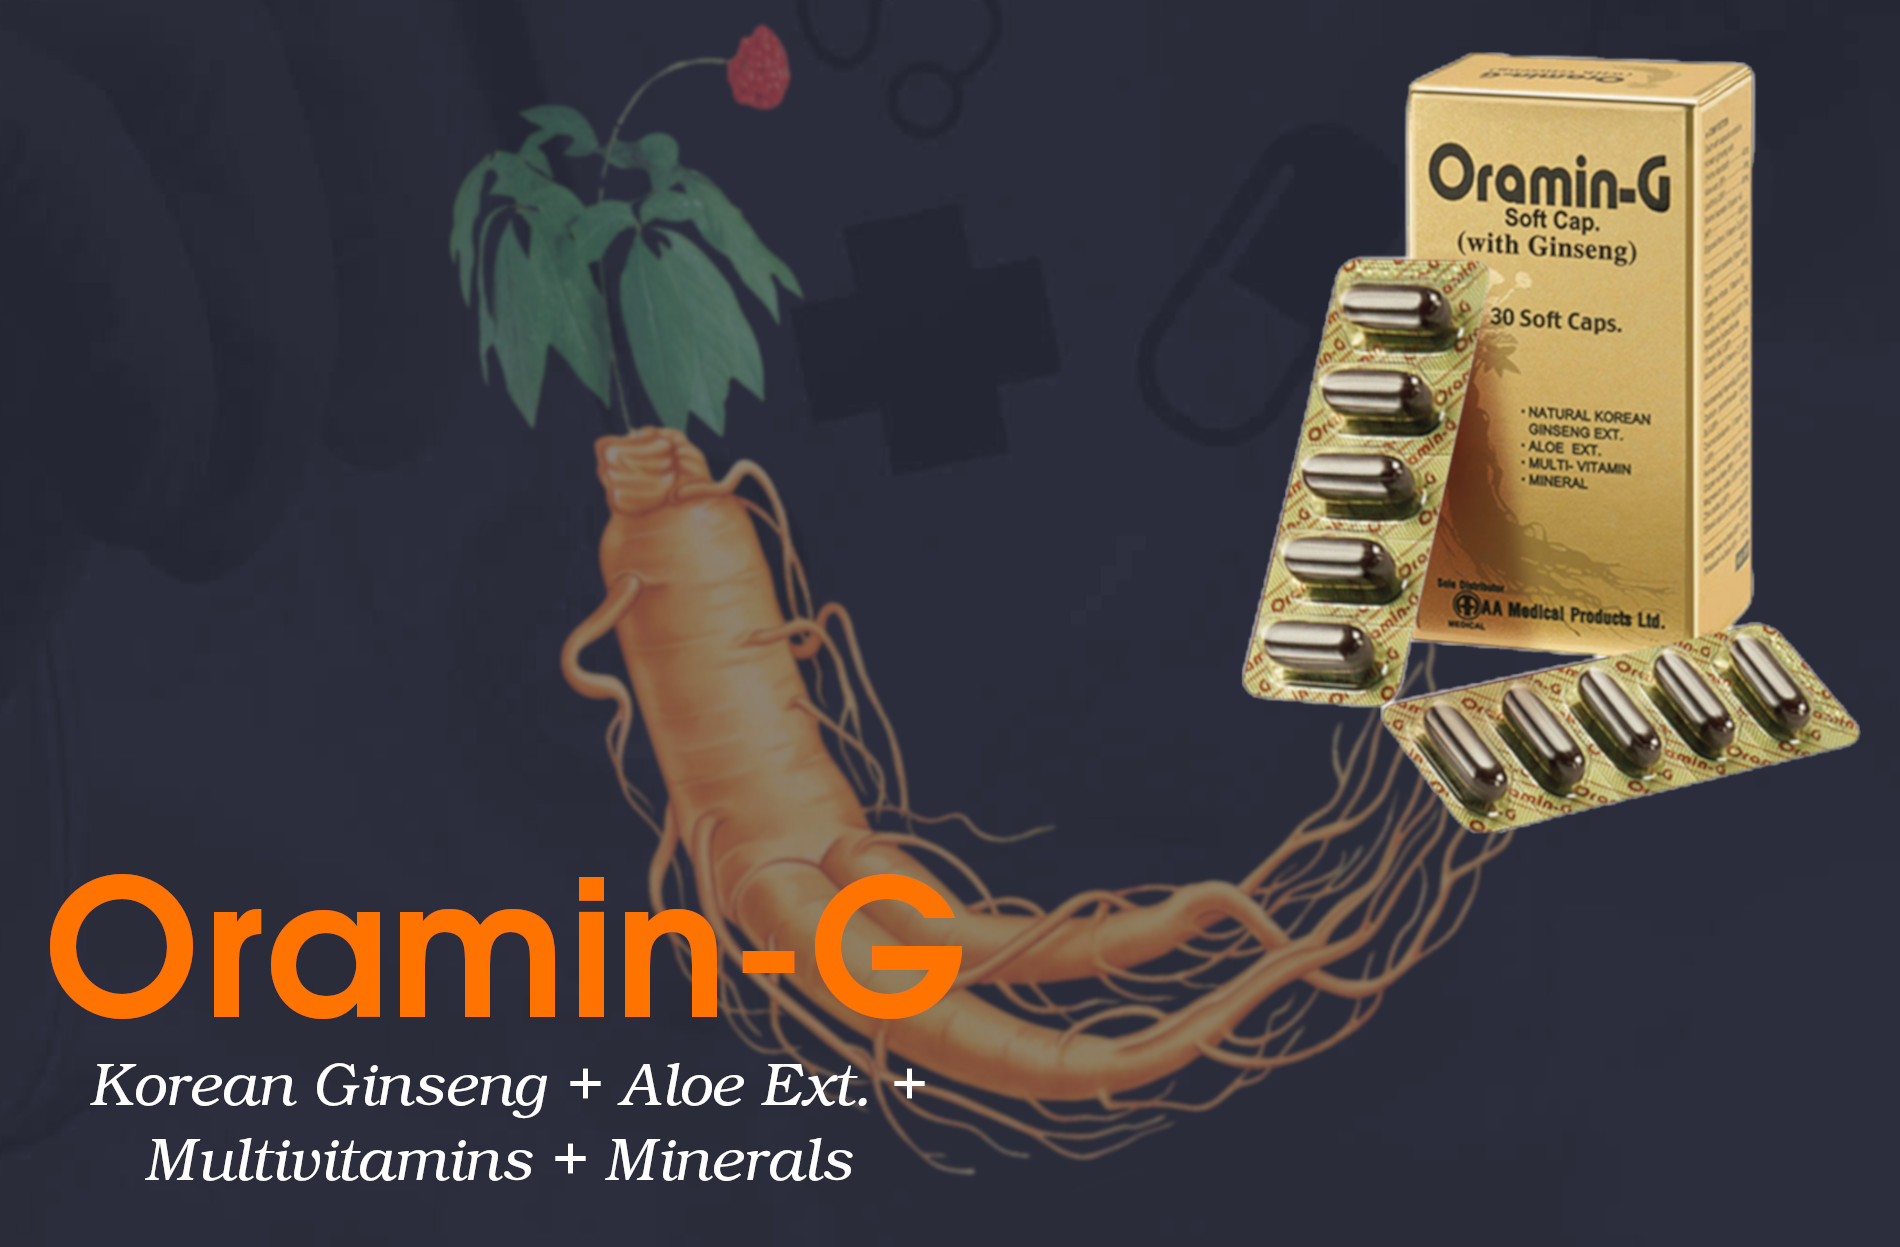 Oramin-G
Soft Cap.
(with Ginseng)
30 Soft Caps.
• NATURAL KOREAN
GINSENG EXT.
• ALOE EXT.
• MULTI-VITAMIN
• MINERAL
Sole Distributor
AA Medical Products Ltd.
MEDICAL
Oramin-G
Korean Ginseng + Aloe Ext. +
Multivitamins + Minerals